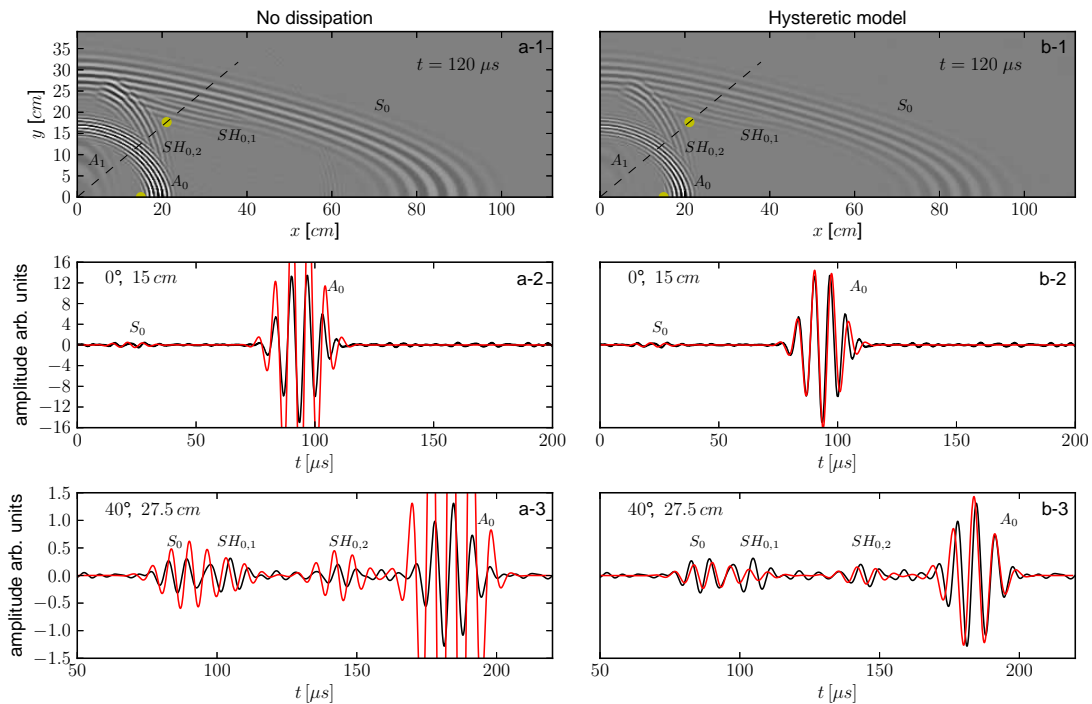 No dissipation
Hysteretic model
a-1
t = 120 μs
S0
SH0,1
SH0,2
A1
A0
y [cm]
35
30
25
20
15
10
5
0
0 20 40 60 80 100
x [cm]
b-1
t = 120 μs
S0
SH0,1
SH0,2
A1
A0
0 20 40 60 80 100
x [cm]
amplitude arb. units
16
12
8
4
0
−4
−8
−12
−16
0°, 15 cm
a-2
S0
A0
0 50 100 150 200
t [μs]
0°, 15 cm
b-2
S0
A0
0 50 100 150 200
t [μs]
amplitude arb. units
1.5
1.0
0.5
0.0
−0.5
−1.0
−1.5
40°, 27.5 cm
a-3
S0
SH0,1
SH0,2
A0
50 100 150 200
t [μs]
40°, 27.5 cm
b-3
S0
SH0,1
SH0,2
A0
50 100 150 200
t [μs]